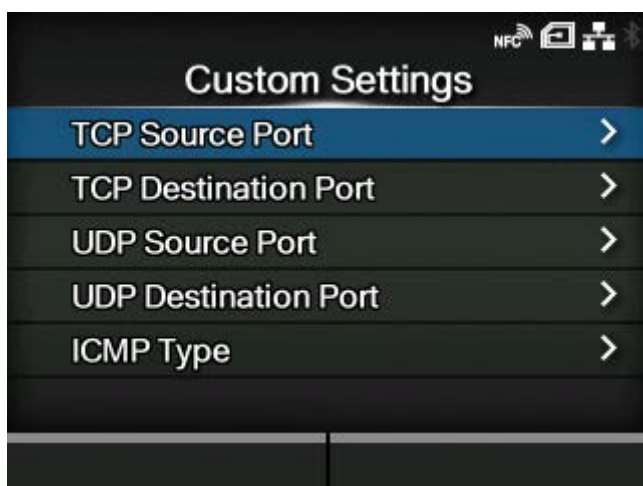 NFC
Custom Settings
TCP Source Port
TCP Destination Port
UDP Source Port
UDP Destination Port
ICMP Type